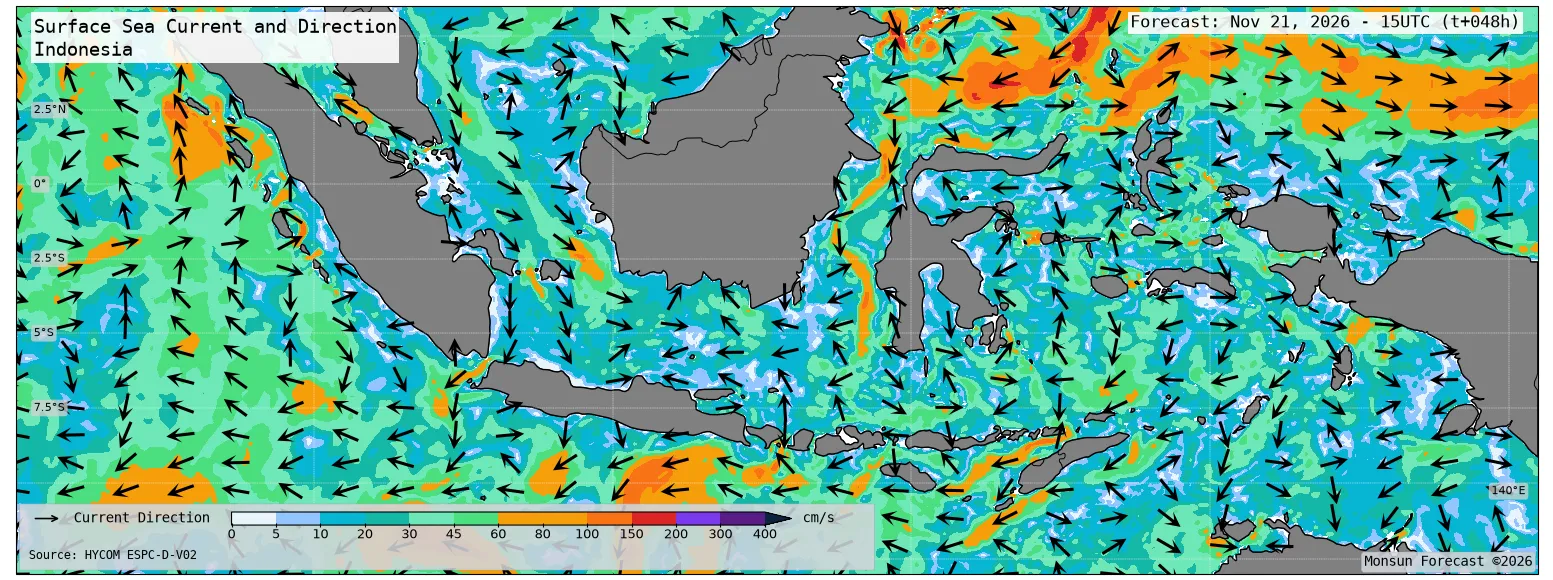 Surface Sea Current and Direction
Indonesia
Forecast: Nov 21, 2026 - 15UTC (t+048h)
2.5°N
0°
2.5°S
5°S
7.5°S
140°E
Current Direction
0 5 10 20 30 45 60 80 100 150 200 300 400 cm/s
Source: HYCOM ESPC-D-V02
Monsun Forecast ©2026